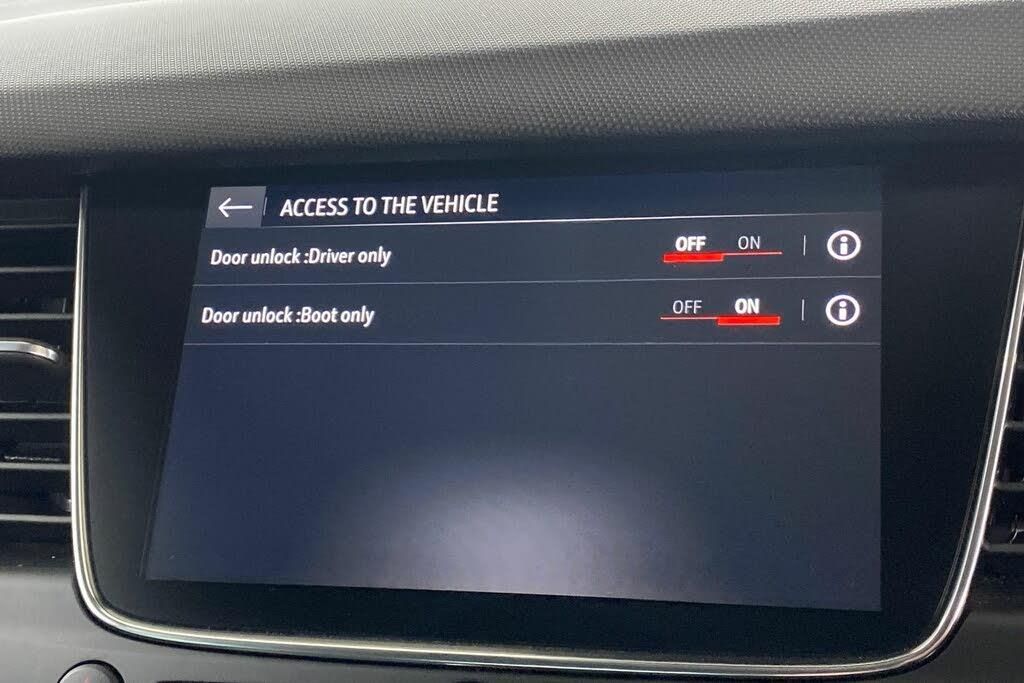 ACCESS TO THE VEHICLE
Door unlock :Driver only OFF ON
Door unlock :Boot only OFF ON